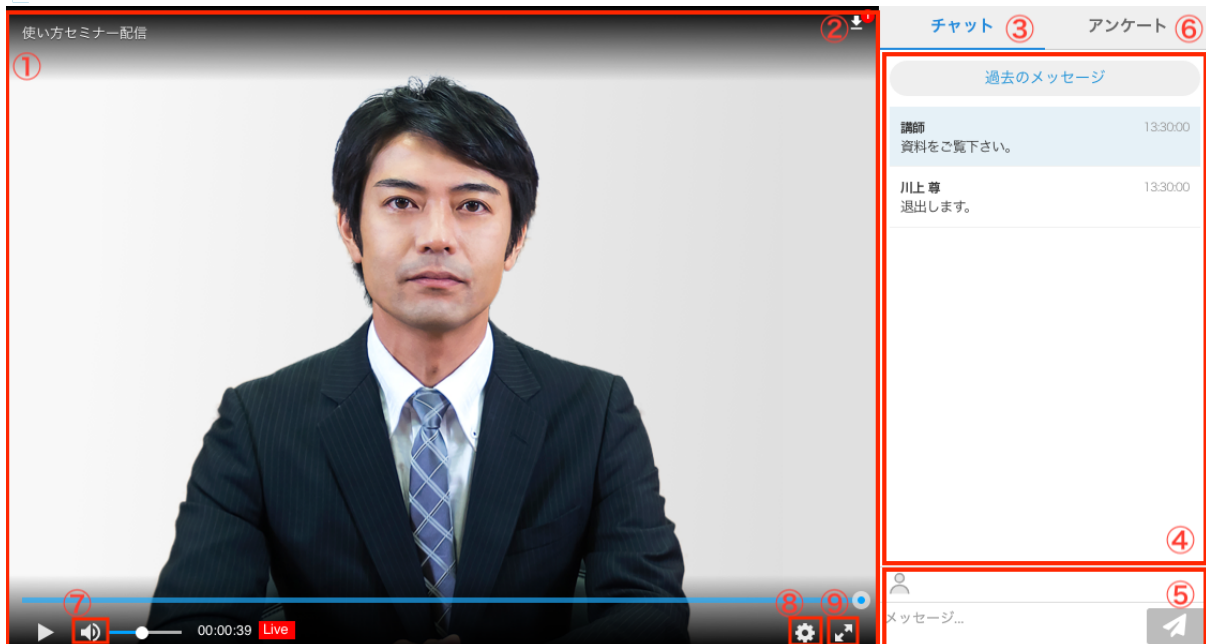 使い方セミナー配信
①
②
③
チャット
アンケート
⑥
過去のメッセージ
講師
13:30:00
資料をご覧下さい。
川上 尊
13:30:00
退出します。
④
⑤
メッセージ...
⑦
⑧
⑨
00:00:39
Live